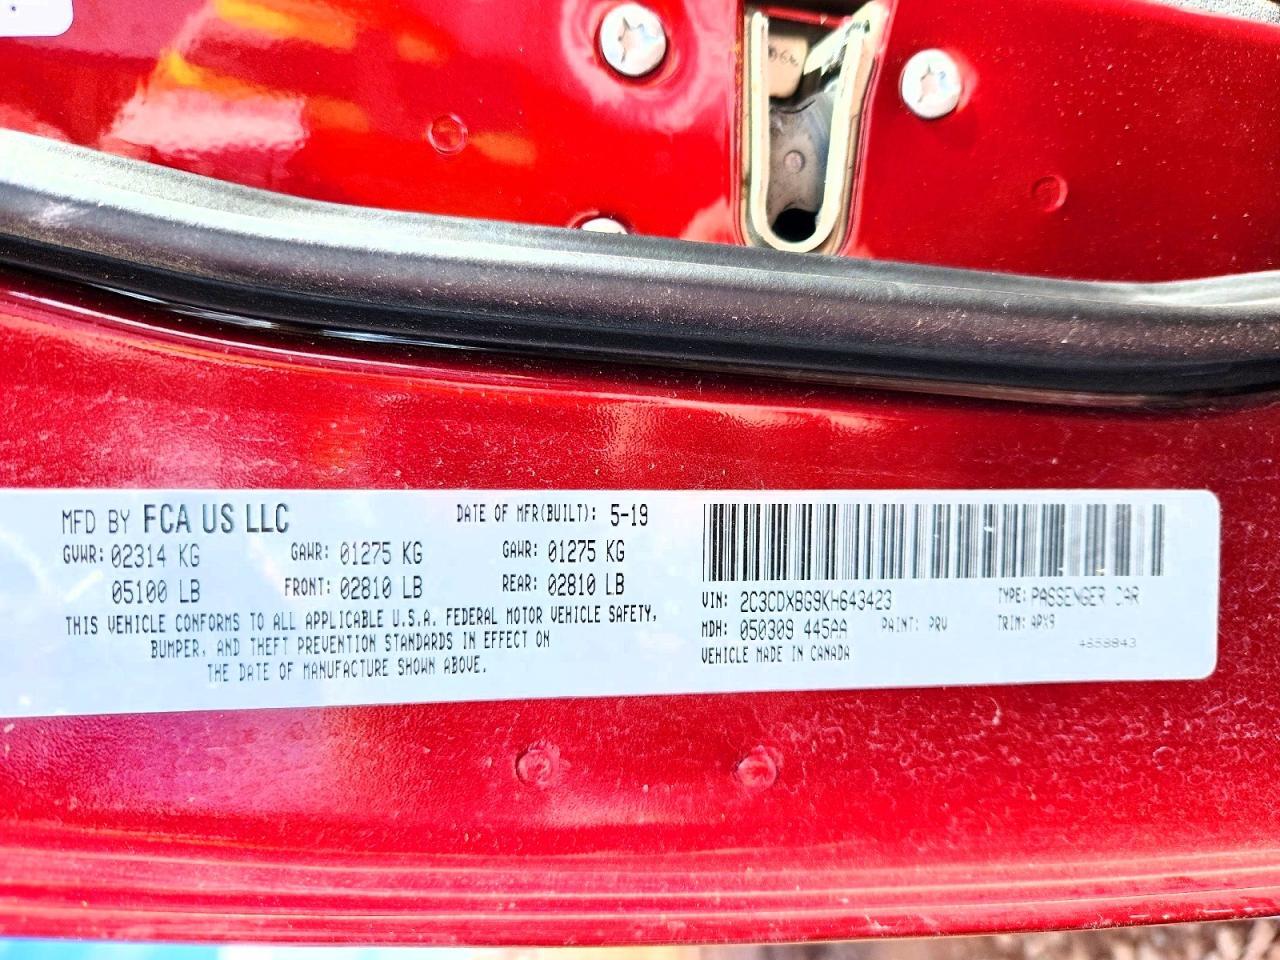 MFD BY FCA US LLC DATE OF MFR(BUILT): 5-19
GVWR: 02314 KG GAWR: 01275 KG GAWR: 01275 KG
05100 LB FRONT: 02810 LB REAR: 02810 LB
THIS VEHICLE CONFORMS TO ALL APPLICABLE U.S.A. FEDERAL MOTOR VEHICLE SAFETY,
BUMPER, AND THEFT PREVENTION STANDARDS IN EFFECT ON
THE DATE OF MANUFACTURE SHOWN ABOVE.
VIN: 2C3CDXBG9KH643423 TYPE: PASSENGER CAR
MDH: 050309 445AA PAINT: PRV TRIM: APX9
VEHICLE MADE IN CANADA 4658843